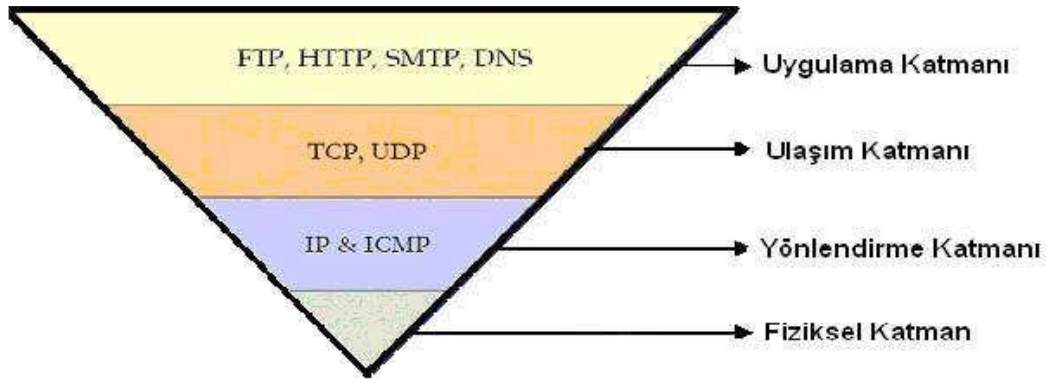 FTP, HTTP, SMTP, DNS
Uygulama Katmanı
TCP, UDP
Ulaşım Katmanı
IP & ICMP
Yönlendirme Katmanı
Fiziksel Katman